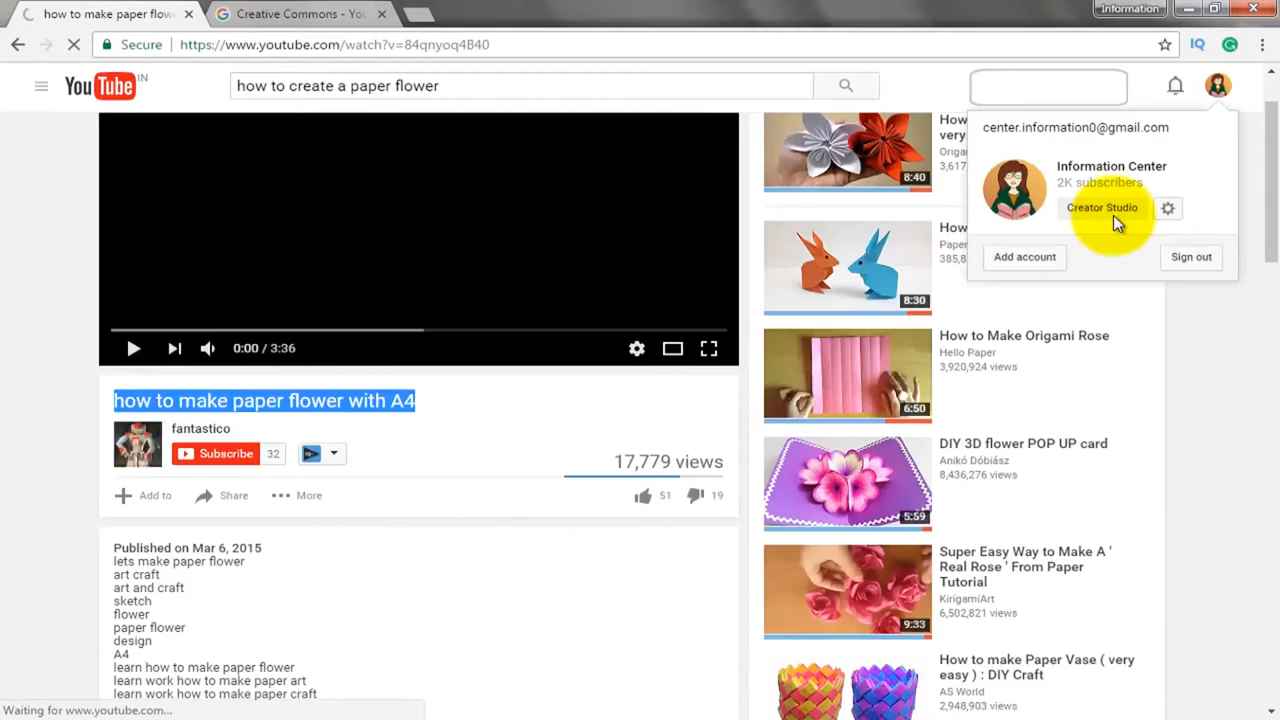 how to make paper flow
Creative Commons - You
Information
Secure
https://www.youtube.com/watch?v=84qnyoq4B40
IQ
YouTube IN
how to create a paper flower
center.information0@gmail.com
Information Center
2K subscribers
Creator Studio
Add account
Sign out
0:00 / 3:36
how to make paper flower with A4
fantastico
Subscribe
32
17,779 views
Add to
Share
More
51
19
Published on Mar 6, 2015
lets make paper flower
art craft
art and craft
sketch
flower
paper flower
design
A4
learn how to make paper flower
learn work how to make paper art
learn work how to make paper craft
8:40
very
3,617,
8:30
Paper
385,8
6:50
How to Make Origami Rose
Hello Paper
3,920,924 views
5:59
DIY 3D flower POP UP card
Anikó Dóbiász
8,436,276 views
9:33
Super Easy Way to Make A '
Real Rose ' From Paper
Tutorial
KirigamiArt
6,502,821 views
How to make Paper Vase ( very
easy ) : DIY Craft
AS World
2,948,903 views
Waiting for www.youtube.com...